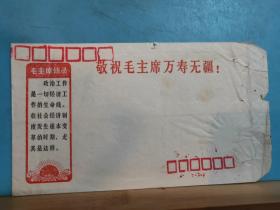 敬祝毛主席万寿无疆！
毛主席语录
政治工作
是一切经济工
作的生命线。
在社会经济制
度发生根本变
革的时期，尤
其是这样。